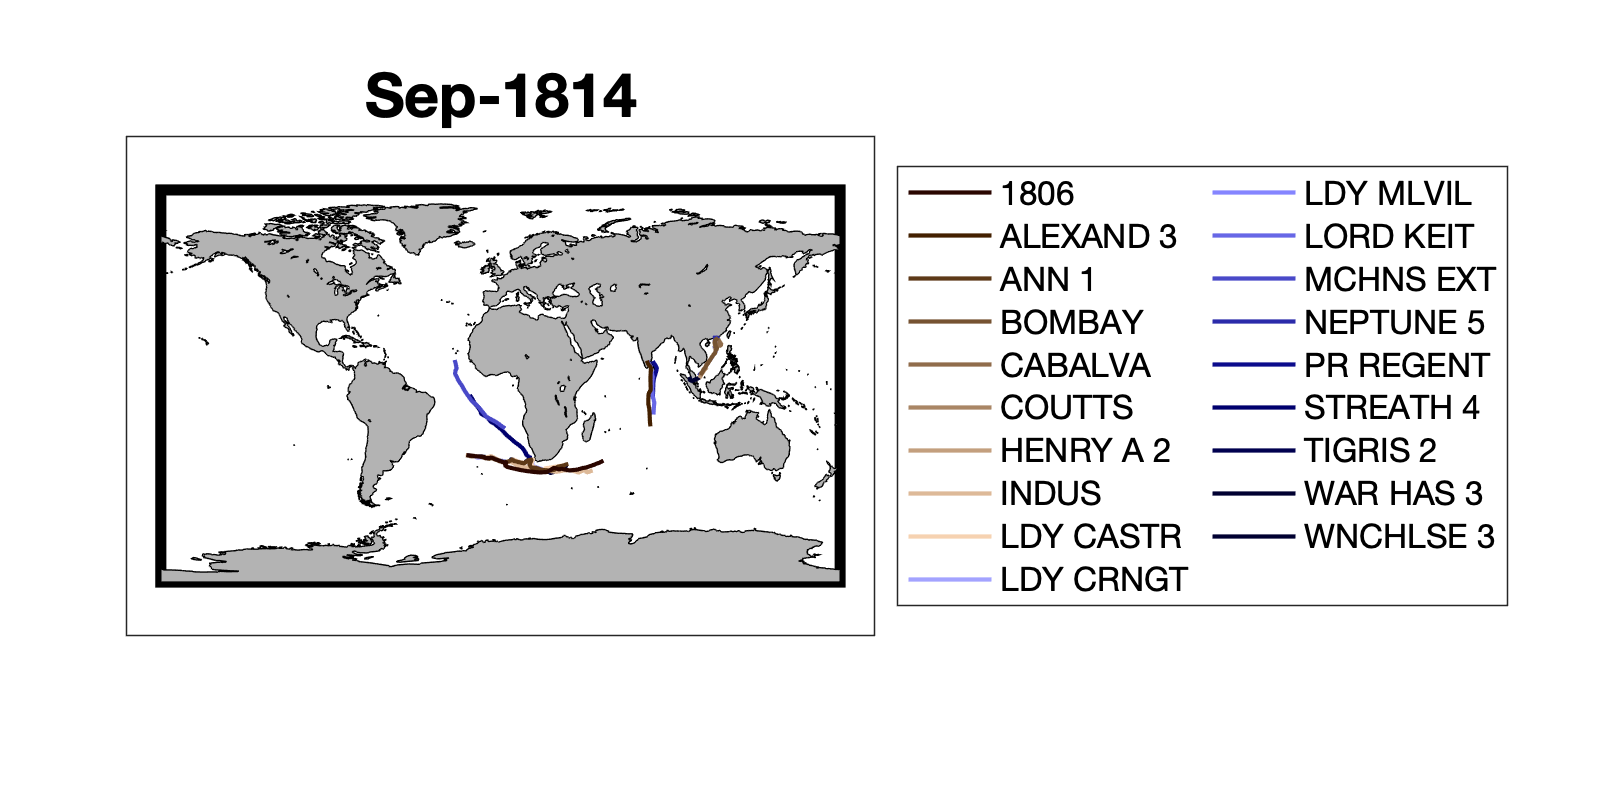 Sep-1814
1806
ALEXAND 3
ANN 1
BOMBAY
CABALVA
COUTTS
HENRY A 2
INDUS
LDY CASTR
LDY CRNGT
LDY MLVIL
LORD KEIT
MCHNS EXT
NEPTUNE 5
PR REGENT
STREATH 4
TIGRIS 2
WAR HAS 3
WNCHLSE 3